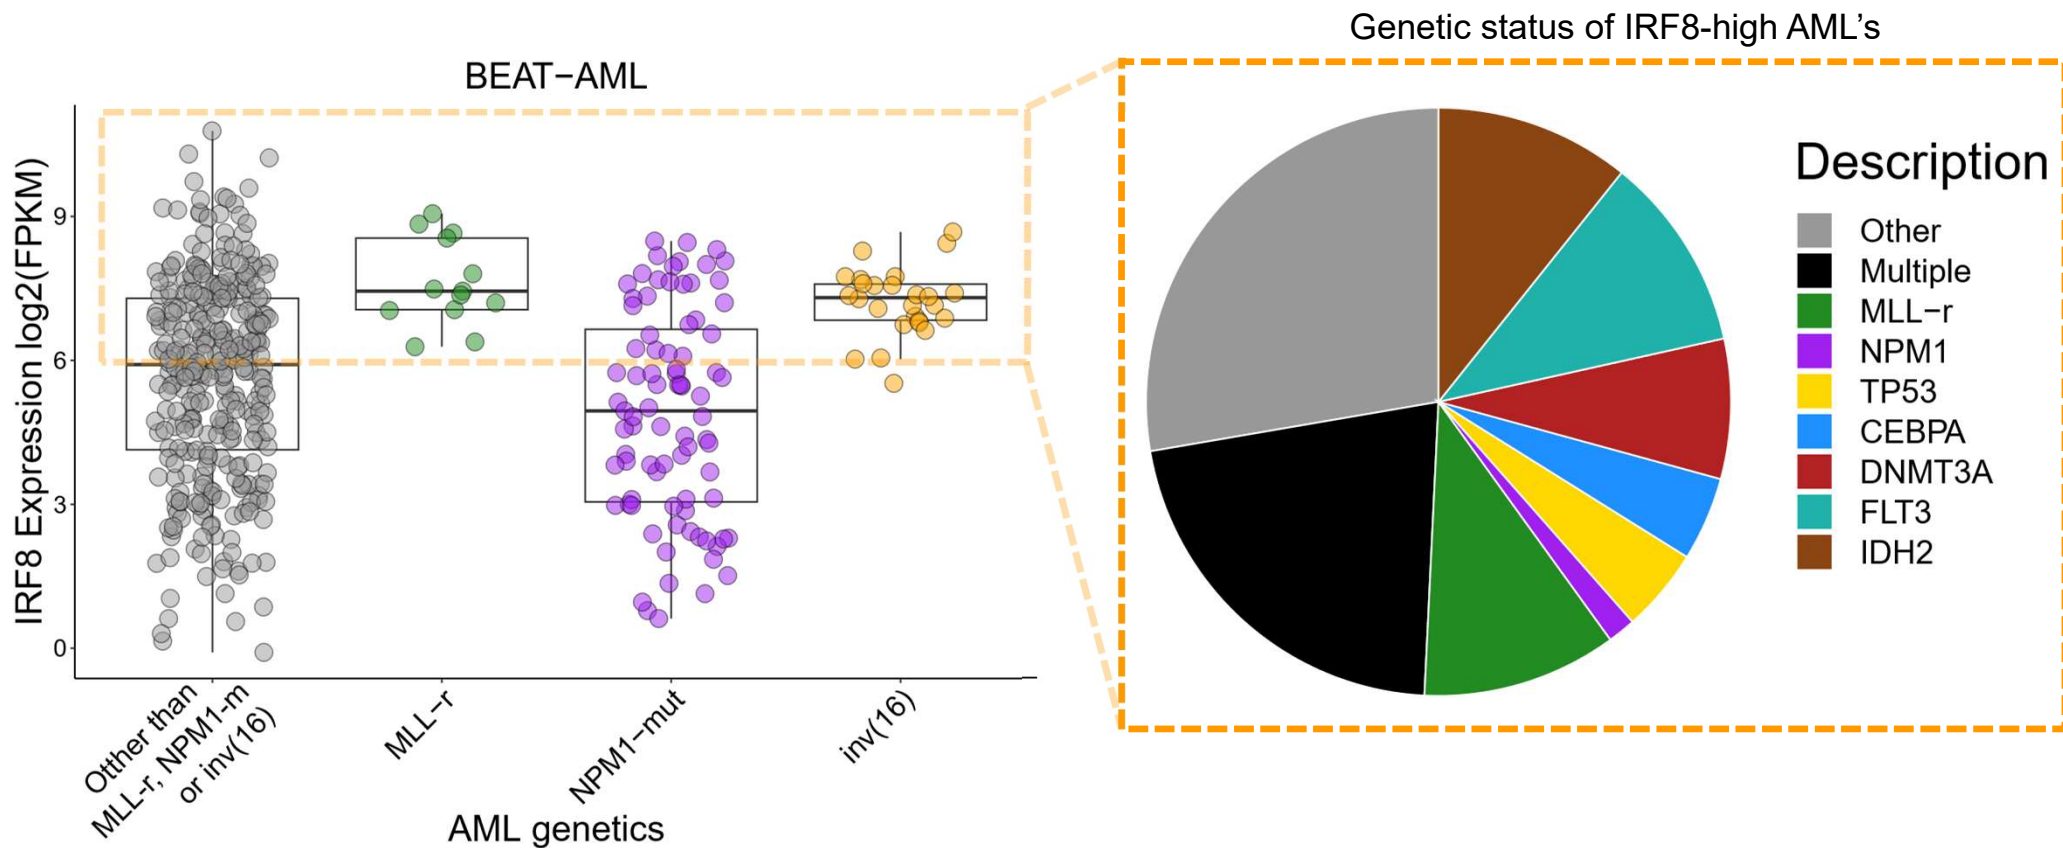 Genetic status of IRF8-high AML’s
BEAT−AML
IRF8 Expression log2(FPKM)
9
6
3
0
Otther than
MLL-r, NPM1-m
or inv(16)
MLL−r
NPM1−mut
inv(16)
AML genetics
Description
Other
Multiple
MLL−r
NPM1
TP53
CEBPA
DNMT3A
FLT3
IDH2